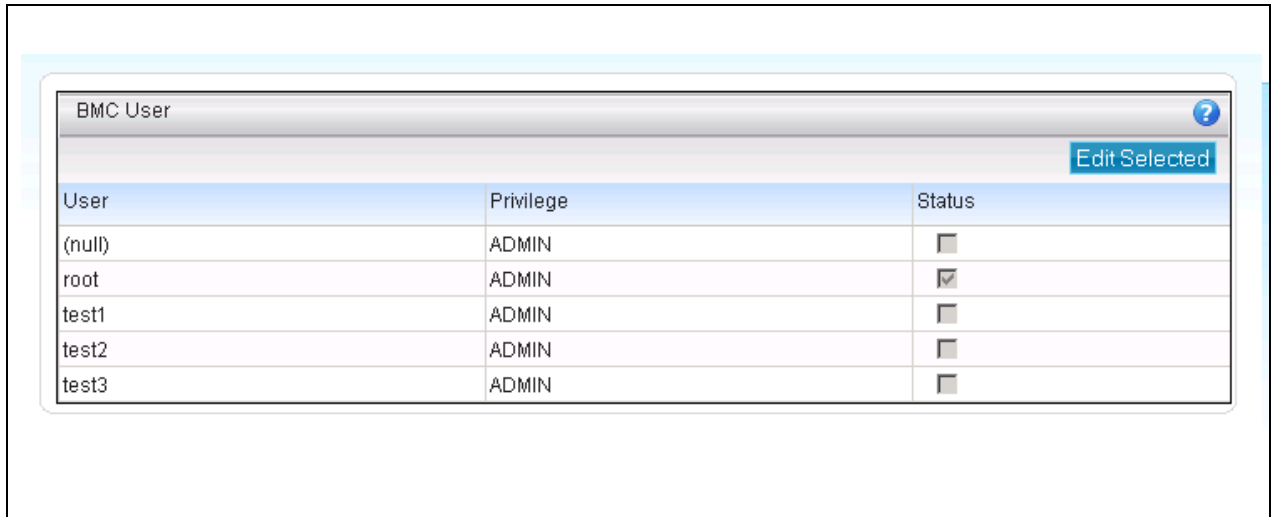 BMC User
?
Edit Selected
User Privilege Status
(null) ADMIN
root ADMIN
test1 ADMIN
test2 ADMIN
test3 ADMIN